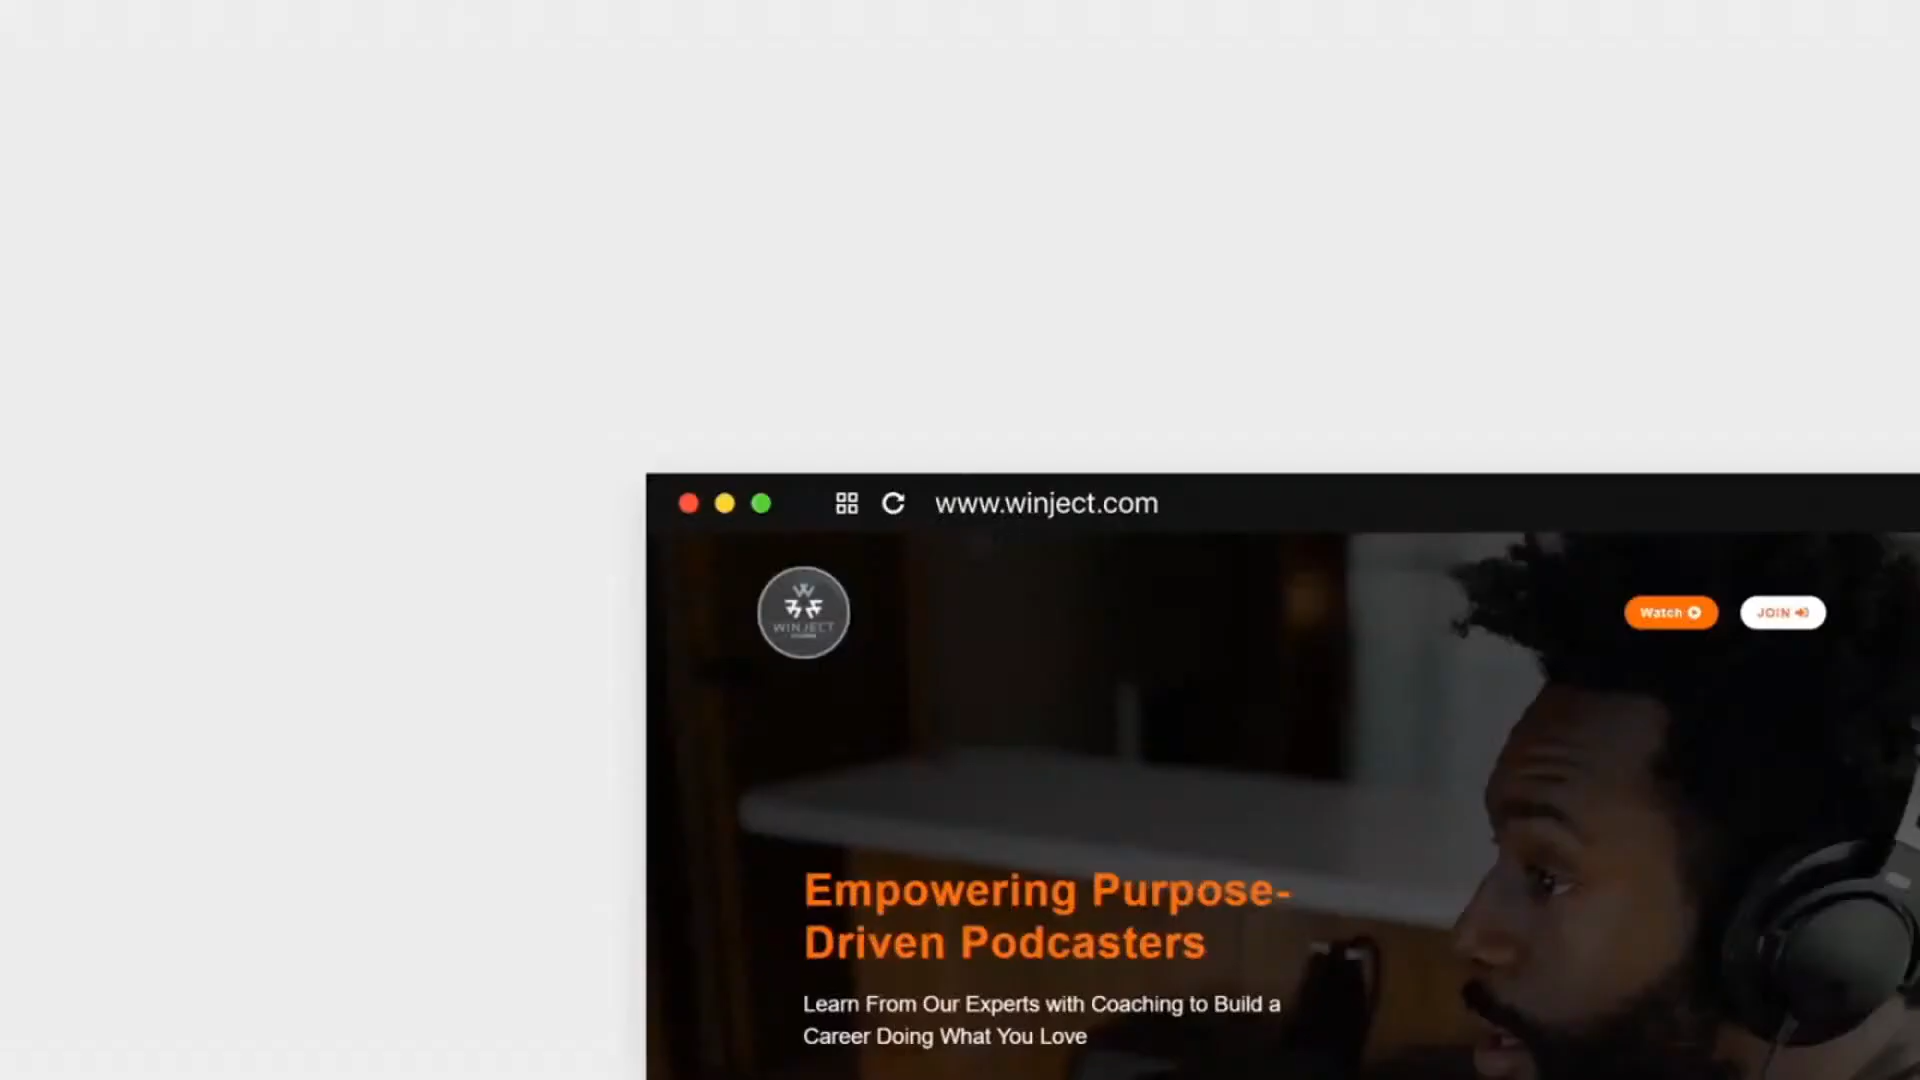 www.winject.com
W
WINJECT
Watch
JOIN
Empowering Purpose-
Driven Podcasters
Learn From Our Experts with Coaching to Build a
Career Doing What You Love